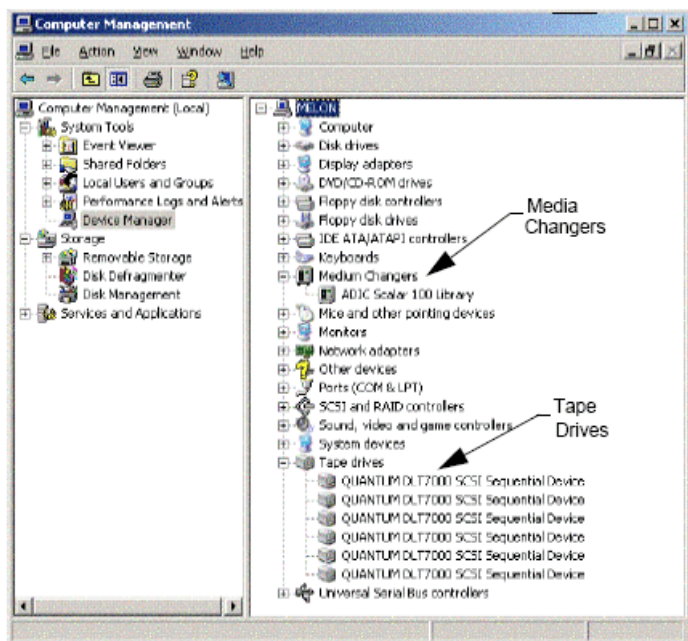 Computer Management
File Action View Window Help
Computer Management (Local)
System Tools
Event Viewer
Shared Folders
Local Users and Groups
Performance Logs and Alerts
Device Manager
Storage
Removable Storage
Disk Defragmenter
Disk Management
Services and Applications
MELON
Computer
Disk drives
Display adapters
DVD/CD-ROM drives
Floppy disk controllers
Floppy disk drives
IDE ATA/ATAPI controllers
Keyboards
Medium Changers
ADIC Scalar 100 Library
Mice and other pointing devices
Monitors
Network adapters
Other devices
Ports (COM & LPT)
SCSI and RAID controllers
Sound, video and game controllers
System devices
Tape drives
QUANTUM DLT7000 SCSI Sequential Device
QUANTUM DLT7000 SCSI Sequential Device
QUANTUM DLT7000 SCSI Sequential Device
QUANTUM DLT7000 SCSI Sequential Device
QUANTUM DLT7000 SCSI Sequential Device
QUANTUM DLT7000 SCSI Sequential Device
Universal Serial Bus controllers
Media
Changers
Tape
Drives